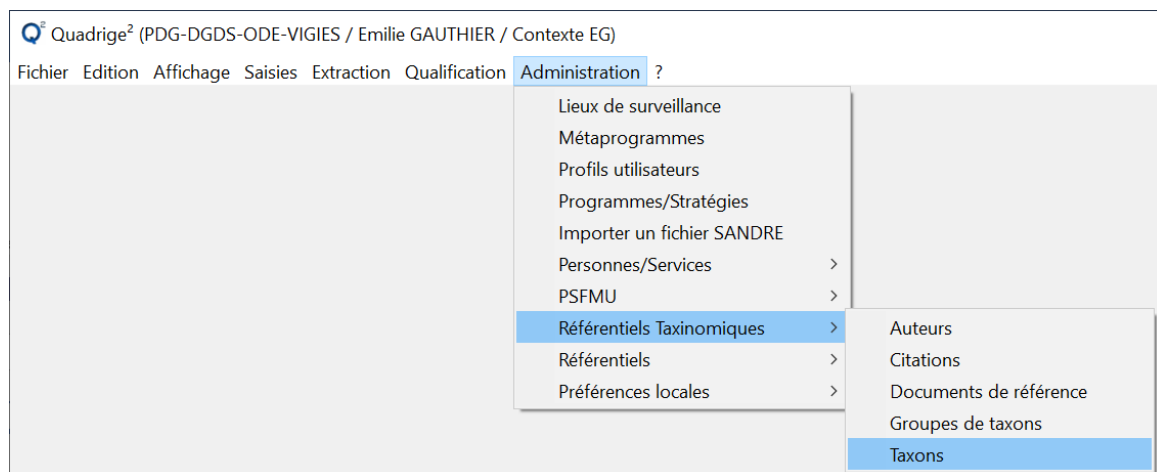 Q² Quadrige² (PDG-DGDS-ODE-VIGIES / Emilie GAUTHIER / Contexte EG)
Fichier Edition Affichage Saisies Extraction Qualification Administration ?
Lieux de surveillance
Métaprogrammes
Profils utilisateurs
Programmes/Stratégies
Importer un fichier SANDRE
Personnes/Services >
PSFMU >
Référentiels Taxinomiques > Auteurs
Référentiels > Citations
Préférences locales > Documents de référence
Groupes de taxons
Taxons